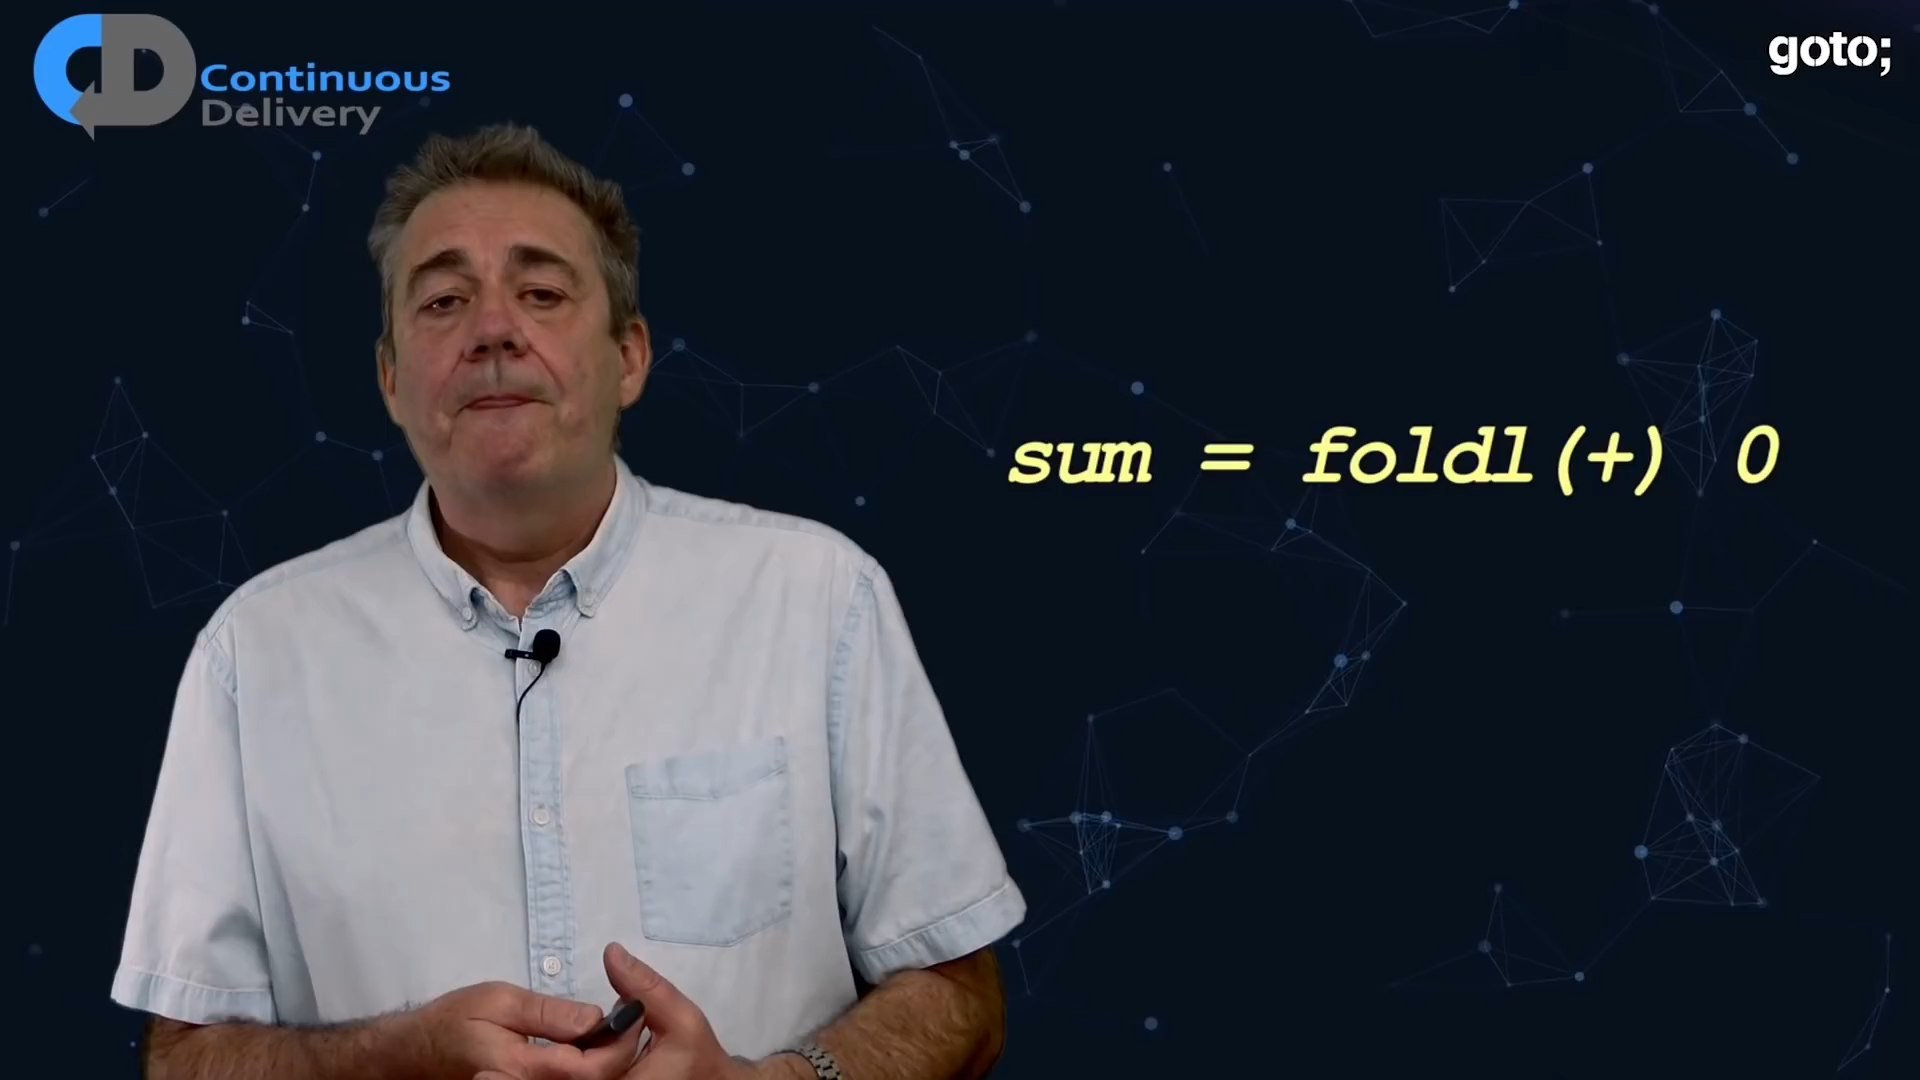 Continuous
Delivery
goto;
sum = foldl(+) 0